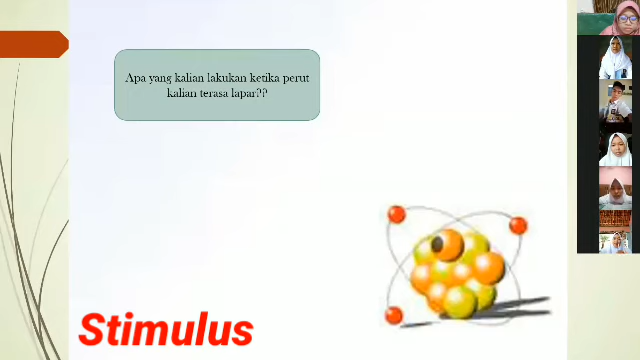 Apa yang kalian lakukan ketika perut
kalian terasa lapar??
Stimulus